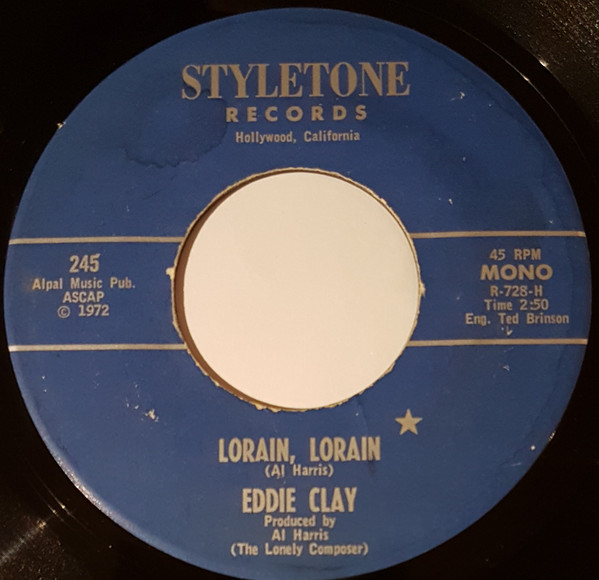 STYLETONE
RECORDS
Hollywood, California
245
Alpal Music Pub.
ASCAP
© 1972
45 RPM
MONO
R-728-H
Time 2:50
Eng. Ted Brinson
LORAIN, LORAIN
(Al Harris)
EDDIE CLAY
Produced by
Al Harris
(The Lonely Composer)